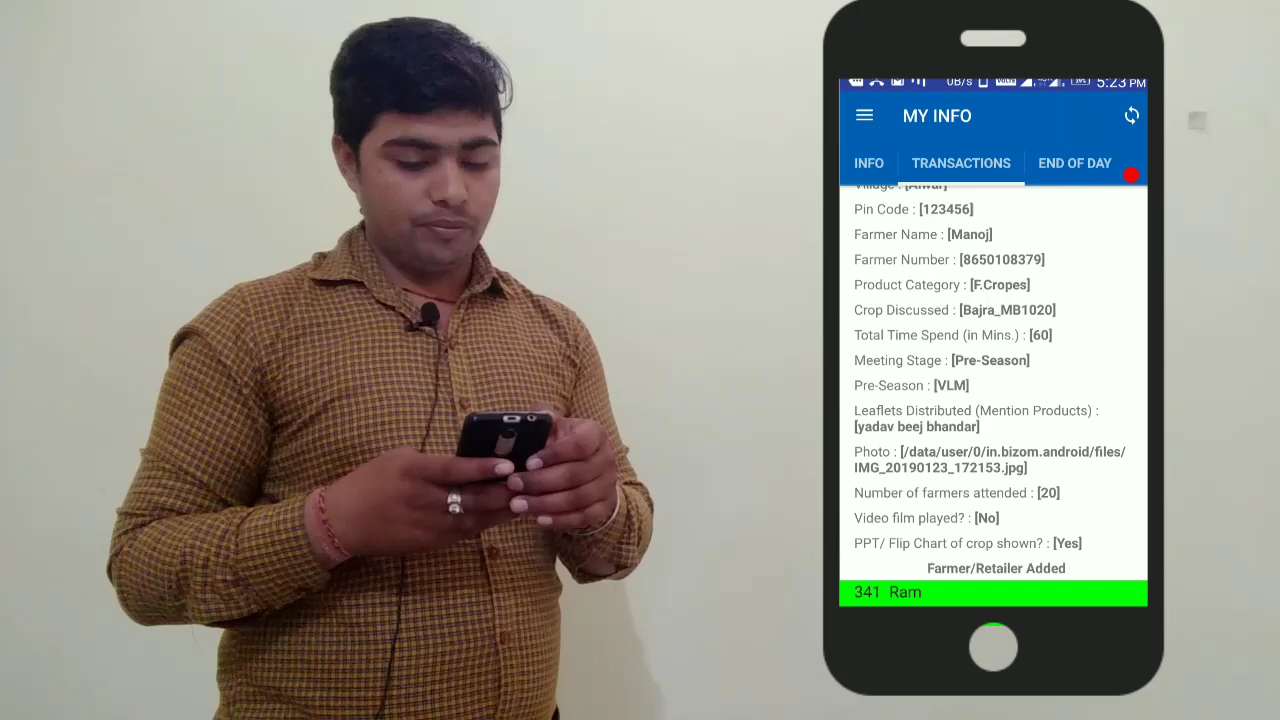 0B/s 5:23 PM
MY INFO
INFO TRANSACTIONS END OF DAY
Village : [Alwar]
Pin Code : [123456]
Farmer Name : [Manoj]
Farmer Number : [8650108379]
Product Category : [F.Cropes]
Crop Discussed : [Bajra_MB1020]
Total Time Spend (in Mins.) : [60]
Meeting Stage : [Pre-Season]
Pre-Season : [VLM]
Leaflets Distributed (Mention Products) :
[yadav beej bhandar]
Photo : [/data/user/0/in.bizom.android/files/
IMG_20190123_172153.jpg]
Number of farmers attended : [20]
Video film played? : [No]
PPT/ Flip Chart of crop shown? : [Yes]
Farmer/Retailer Added
341 Ram